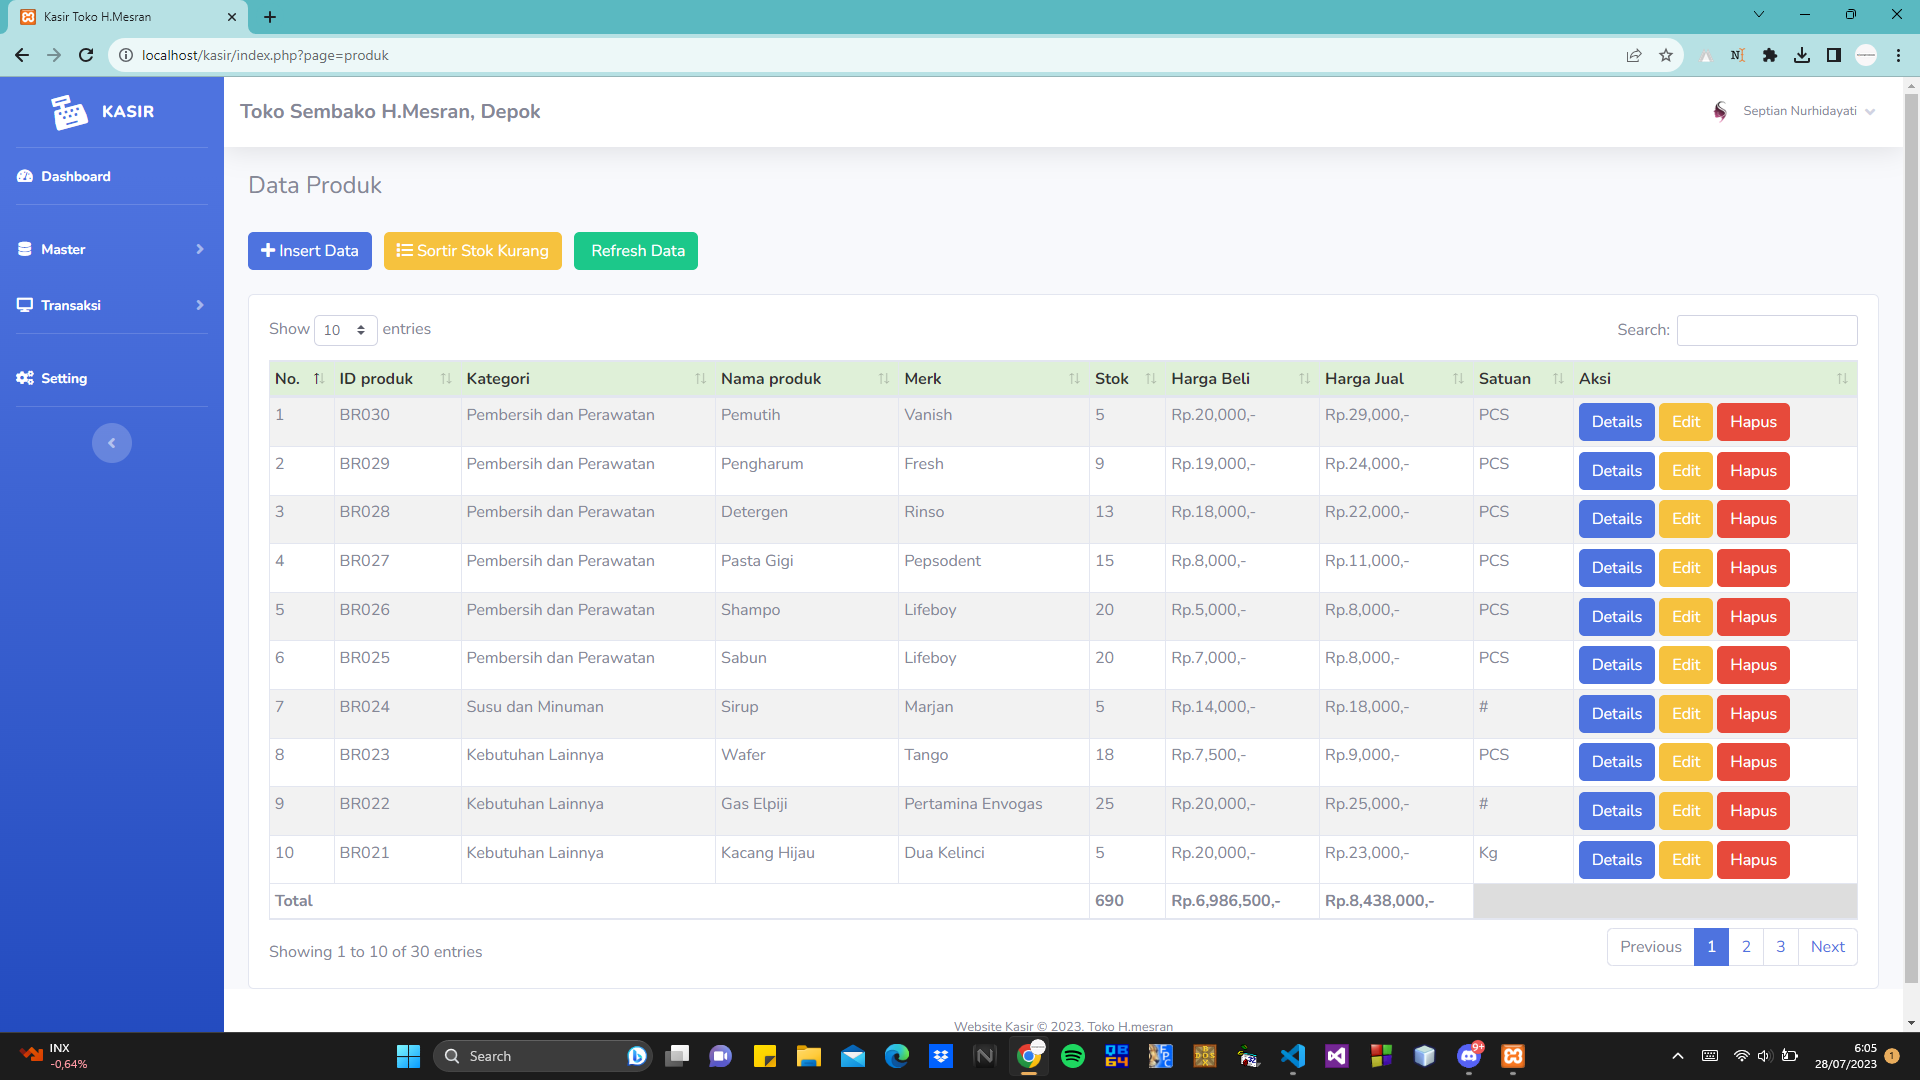 Kasir Toko H.Mesran
localhost/kasir/index.php?page=produk
KASIR
Toko Sembako H.Mesran, Depok
Septian Nurhidayati
Dashboard
Master
Transaksi
Setting
Data Produk
Insert Data Sortir Stok Kurang Refresh Data
Show 10 entries Search:
No. ID produk Kategori Nama produk Merk Stok Harga Beli Harga Jual Satuan Aksi
1 BR030 Pembersih dan Perawatan Pemutih Vanish 5 Rp.20,000,- Rp.29,000,- PCS Details Edit Hapus
2 BR029 Pembersih dan Perawatan Pengharum Fresh 9 Rp.19,000,- Rp.24,000,- PCS Details Edit Hapus
3 BR028 Pembersih dan Perawatan Detergen Rinso 13 Rp.18,000,- Rp.22,000,- PCS Details Edit Hapus
4 BR027 Pembersih dan Perawatan Pasta Gigi Pepsodent 15 Rp.8,000,- Rp.11,000,- PCS Details Edit Hapus
5 BR026 Pembersih dan Perawatan Shampo Lifeboy 20 Rp.5,000,- Rp.8,000,- PCS Details Edit Hapus
6 BR025 Pembersih dan Perawatan Sabun Lifeboy 20 Rp.7,000,- Rp.8,000,- PCS Details Edit Hapus
7 BR024 Susu dan Minuman Sirup Marjan 5 Rp.14,000,- Rp.18,000,- # Details Edit Hapus
8 BR023 Kebutuhan Lainnya Wafer Tango 18 Rp.7,500,- Rp.9,000,- PCS Details Edit Hapus
9 BR022 Kebutuhan Lainnya Gas Elpiji Pertamina Envogas 25 Rp.20,000,- Rp.25,000,- # Details Edit Hapus
10 BR021 Kebutuhan Lainnya Kacang Hijau Dua Kelinci 5 Rp.20,000,- Rp.23,000,- Kg Details Edit Hapus
Total 690 Rp.6,986,500,- Rp.8,438,000,-
Showing 1 to 10 of 30 entries
Previous 1 2 3 Next
Website Kasir © 2023. Toko H.mesran
INX
-0,64%
Search
9+
6:05
28/07/2023
1